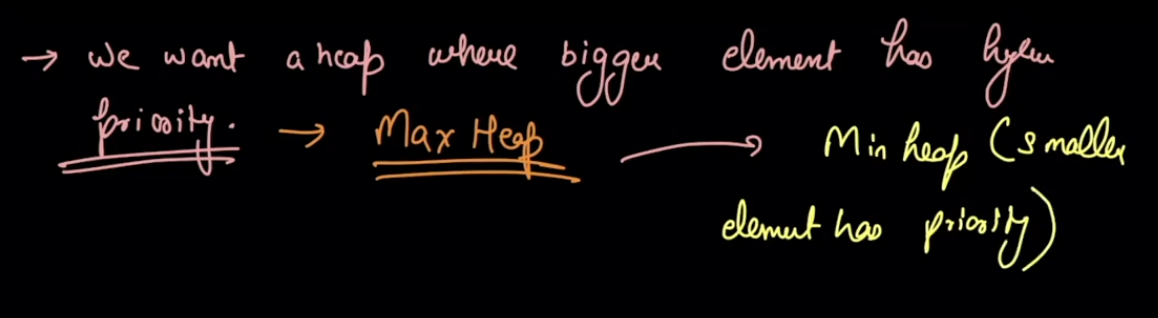 → we want a heap where bigger element has higher
priority. → Max Heap → Min heap (smaller
element has priority)